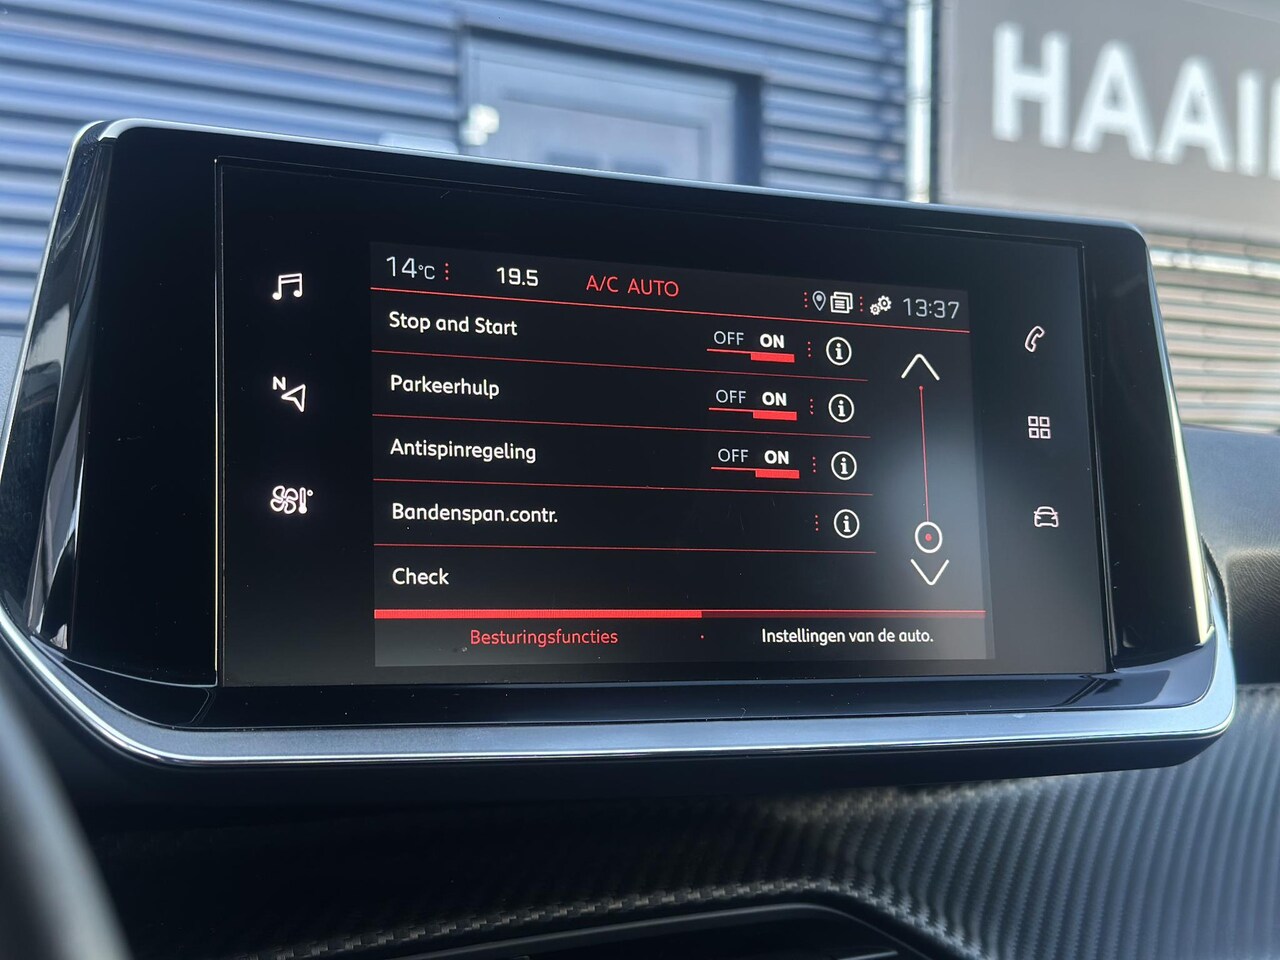 HAAI
14°C 19.5 A/C AUTO 13:37
Stop and Start OFF ON
Parkeerhulp OFF ON
Antispinregeling OFF ON
Bandenspan.contr.
Check
Besturingsfuncties Instellingen van de auto.
N